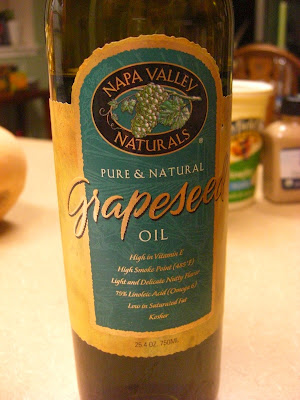 NAPA VALLEY
NATURALS
PURE & NATURAL
grapeseed
OIL
High in Vitamin E
High Smoke Point (485°F)
Light and Delicate Nutty Flavor
75% Linoleic Acid (Omega 6)
Low in Saturated Fat
Kosher
25.4 OZ. 750ML